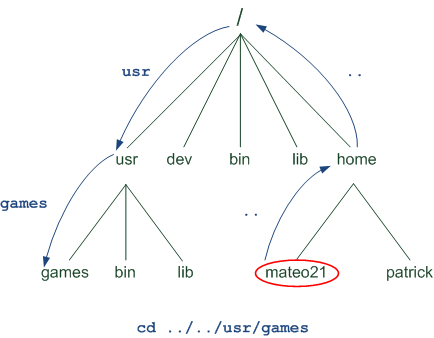 /
usr
..
usr dev bin lib home
games
..
games bin lib mateo21 patrick
cd ../../usr/games